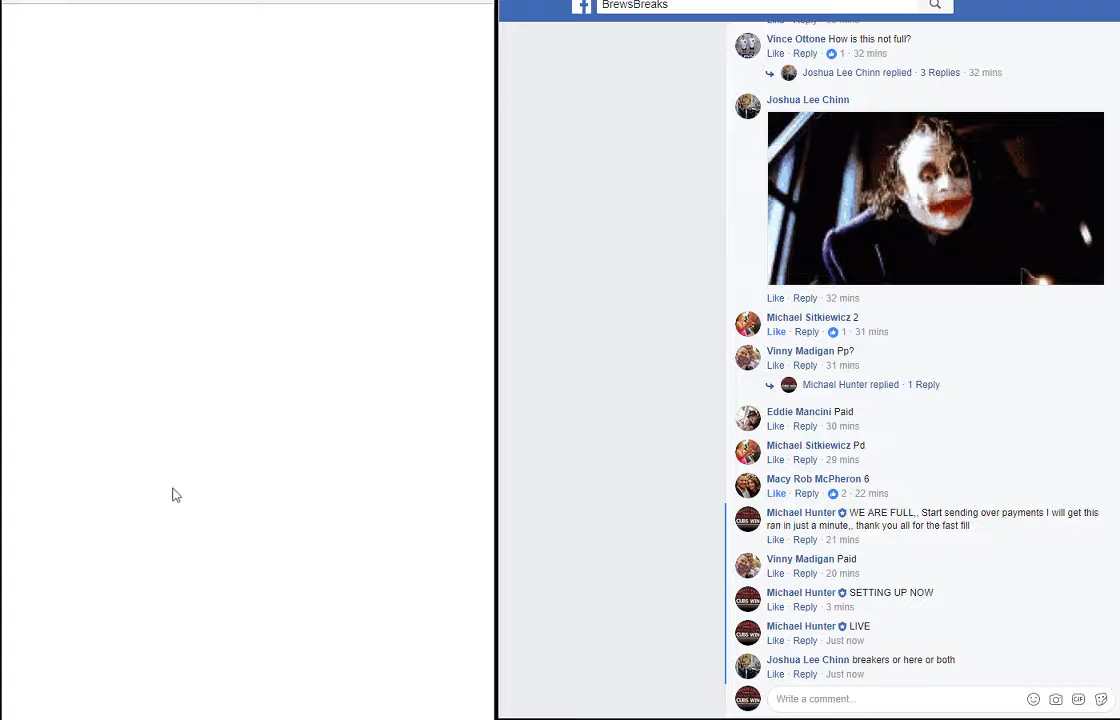 BrewsBreaks
Vince Ottone How is this not full?
Like · Reply · 1 · 32 mins
Joshua Lee Chinn replied · 3 Replies · 32 mins
Joshua Lee Chinn
Like · Reply · 32 mins
Michael Sitkiewicz 2
Like · Reply · 1 · 31 mins
Vinny Madigan Pp?
Like · Reply · 31 mins
Michael Hunter replied · 1 Reply
Eddie Mancini Paid
Like · Reply · 30 mins
Michael Sitkiewicz Pd
Like · Reply · 29 mins
Macy Rob McPheron 6
Like · Reply · 2 · 22 mins
Michael Hunter WE ARE FULL,, Start sending over payments I will get this
ran in just a minute,, thank you all for the fast fill
Like · Reply · 21 mins
Vinny Madigan Paid
Like · Reply · 20 mins
Michael Hunter SETTING UP NOW
Like · Reply · 3 mins
Michael Hunter LIVE
Like · Reply · Just now
Joshua Lee Chinn breakers or here or both
Like · Reply · Just now
Write a comment...
GIF